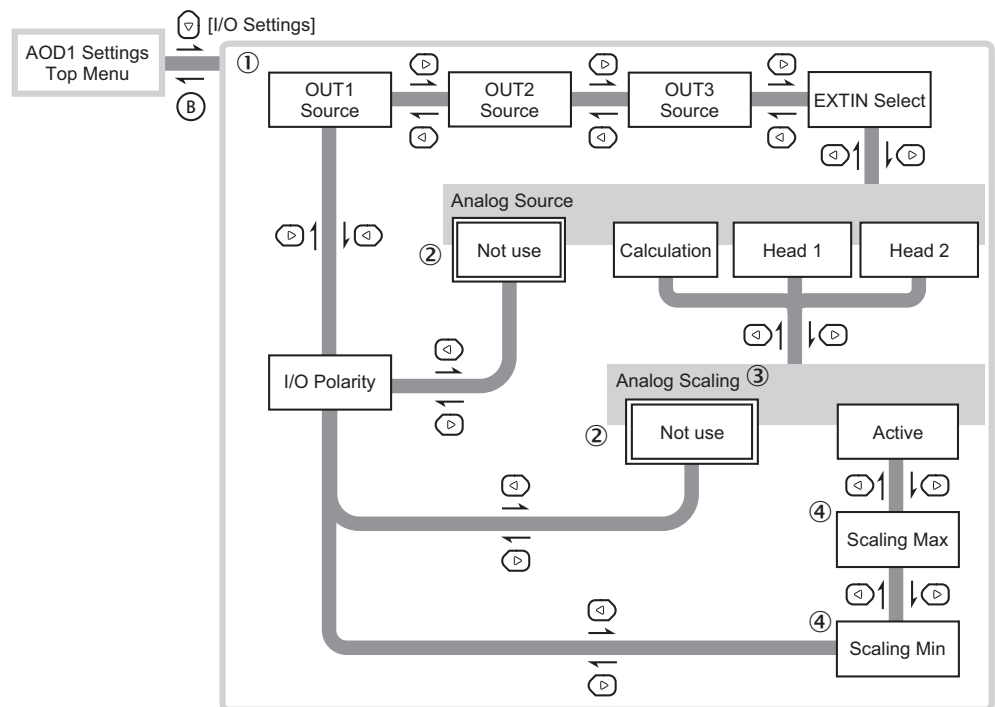 [I/O Settings]
AOD1 Settings
Top Menu
B
①
OUT1
Source
OUT2
Source
OUT3
Source
EXTIN Select
Analog Source
②
Not use
Calculation
Head 1
Head 2
I/O Polarity
Analog Scaling ③
②
Not use
Active
④
Scaling Max
④
Scaling Min